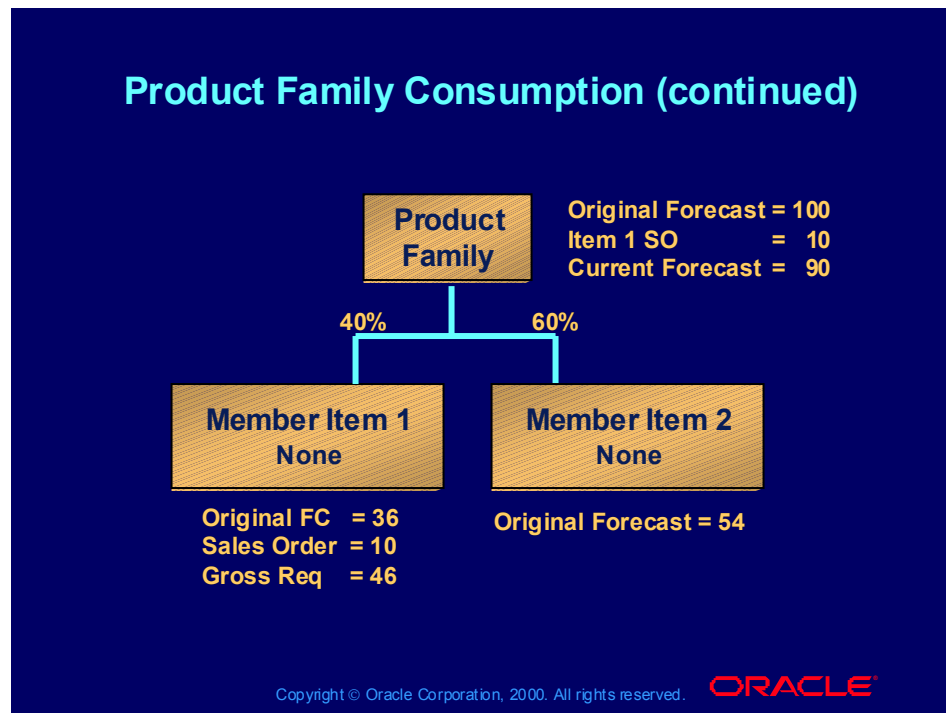 Product Family Consumption (continued)
Product
Family
Original Forecast = 100
Item 1 SO = 10
Current Forecast = 90
40%
60%
Member Item 1
None
Member Item 2
None
Original FC = 36
Sales Order = 10
Gross Req = 46
Original Forecast = 54
Copyright © Oracle Corporation, 2000. All rights reserved.
ORACLE